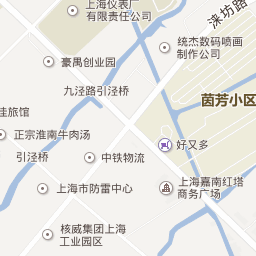 上海仪表厂
有限责任公司
涞坊路
统杰数码喷画
制作公司
豪禺创业园
九泾路引泾桥
茵芳小区
佳旅馆
正宗淮南牛肉汤
好又多
引泾桥
中铁物流
上海市防雷中心
上海嘉南红塔
商务广场
核威集团上海
工业园区